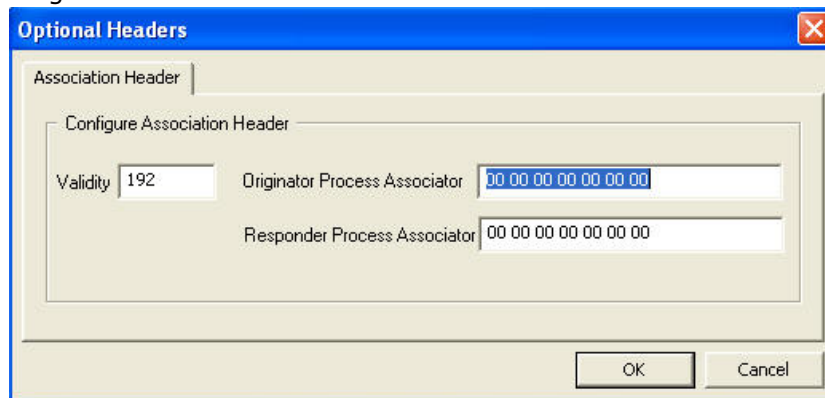 Optional Headers
Association Header
Configure Association Header
Validity 192 Originator Process Associator 00 00 00 00 00 00 00
Responder Process Associator 00 00 00 00 00 00 00
OK Cancel